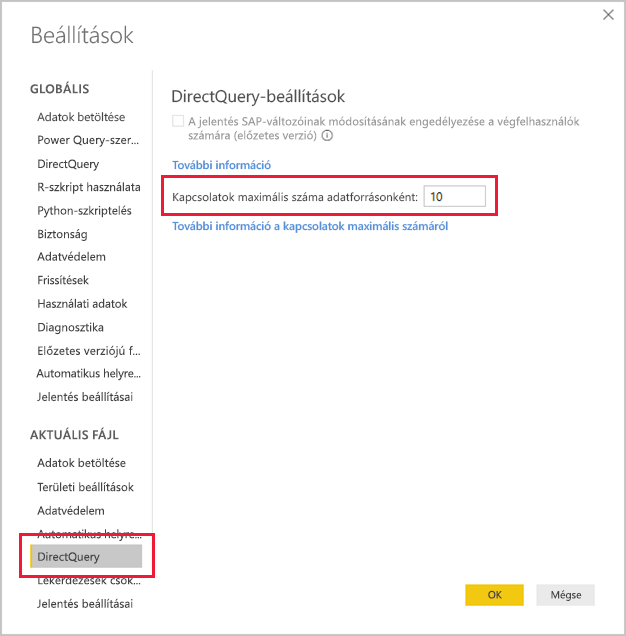 Beállítások
GLOBÁLIS
Adatok betöltése
Power Query-szer...
DirectQuery
R-szkript használata
Python-szkriptelés
Biztonság
Adatvédelem
Frissítések
Használati adatok
Diagnosztika
Előzetes verziójú f...
Automatikus helyre...
Jelentés beállításai
AKTUÁLIS FÁJL
Adatok betöltése
Területi beállítások
Adatvédelem
Automatikus helyre...
DirectQuery
Lekérdezések csök...
Jelentés beállításai
DirectQuery-beállítások
A jelentés SAP-változóinak módosításának engedélyezése a végfelhasználók
számára (előzetes verzió)
További információ
Kapcsolatok maximális száma adatforrásonként: 10
További információ a kapcsolatok maximális számáról
OK
Mégse